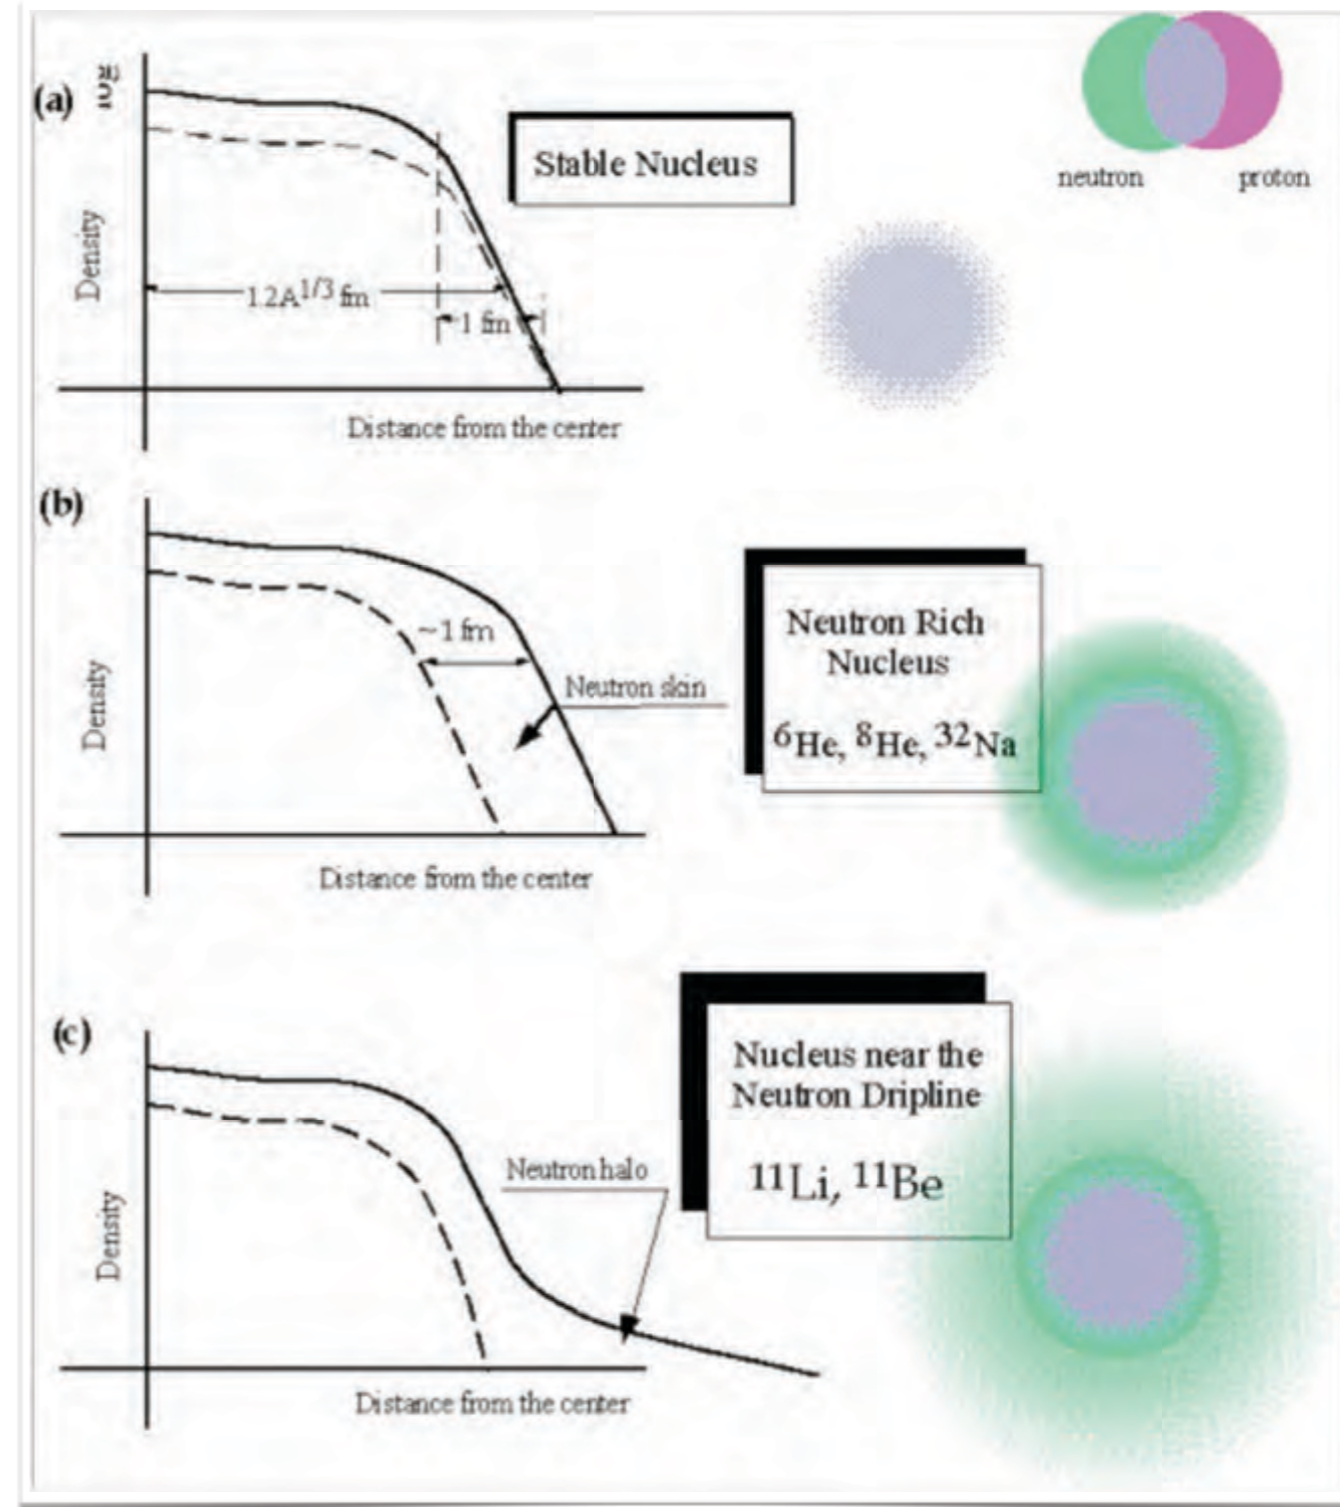 (a)
log
Density
Stable Nucleus
neutron
proton
12A1/3 fm
1 fm
Distance from the center
(b)
Density
~1 fm
Neutron skin
Neutron Rich
Nucleus
6He, 8He, 32Na
Distance from the center
(c)
Density
Neutron halo
Nucleus near the
Neutron Dripline
11Li, 11Be
Distance from the center